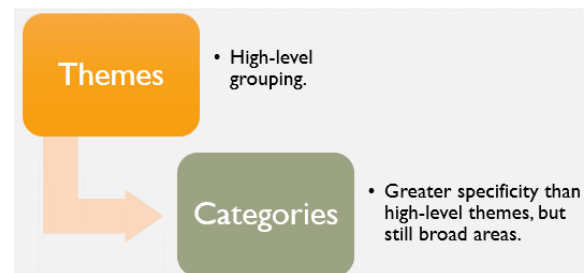 Themes
• High-level
grouping.
Categories
• Greater specificity than
high-level themes, but
still broad areas.